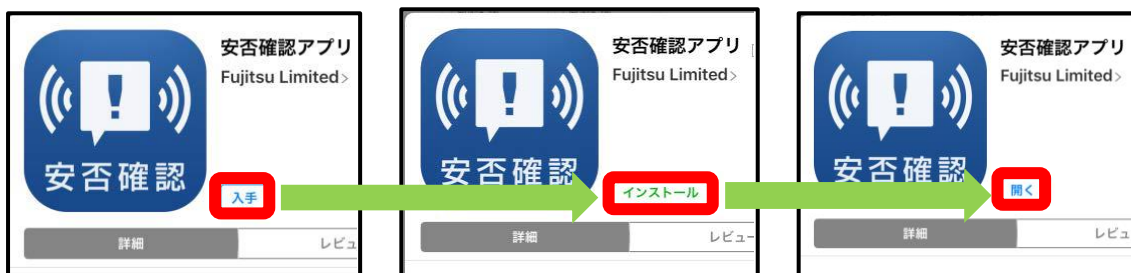 安否確認アプリ
Fujitsu Limited>
安否確認
入手
詳細
レビュ
安否確認アプリ
Fujitsu Limited>
安否確認
インストール
詳細
レビュー
安否確認アプリ
Fujitsu Limited>
安否確認
開く
詳細
レビュ